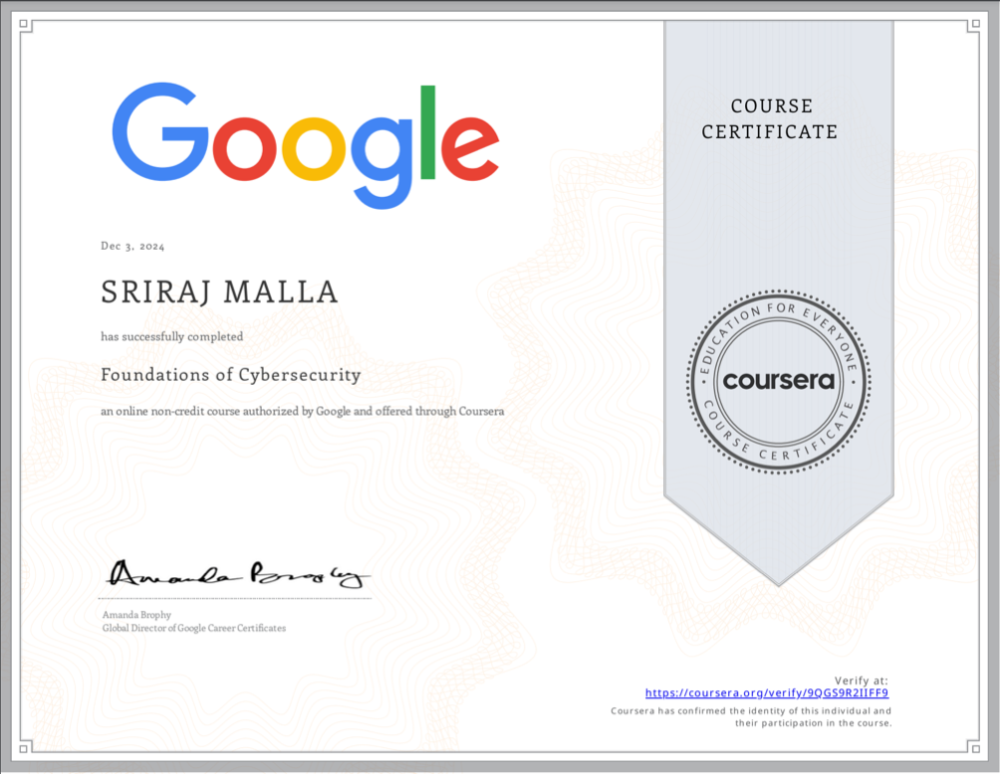 Google
COURSE
CERTIFICATE
Dec 3, 2024
SRIRAJ MALLA
has successfully completed
Foundations of Cybersecurity
an online non-credit course authorized by Google and offered through Coursera
EDUCATION FOR EVERYONE
coursera
COURSE CERTIFICATE
Amanda Brophy
Amanda Brophy
Global Director of Google Career Certificates
Verify at:
https://coursera.org/verify/9QGS9R2IIFF9
Coursera has confirmed the identity of this individual and
their participation in the course.